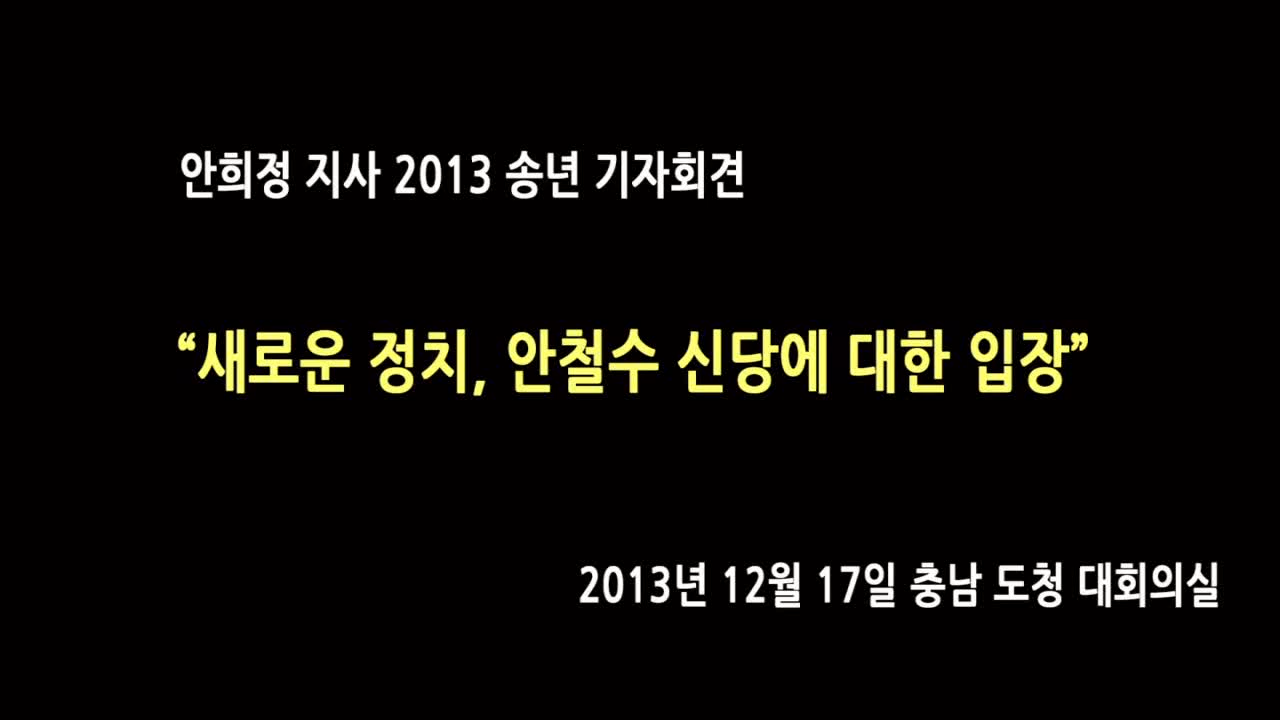 안희정 지사 2013 송년 기자회견
“새로운 정치, 안철수 신당에 대한 입장”
2013년 12월 17일 충남 도청 대회의실